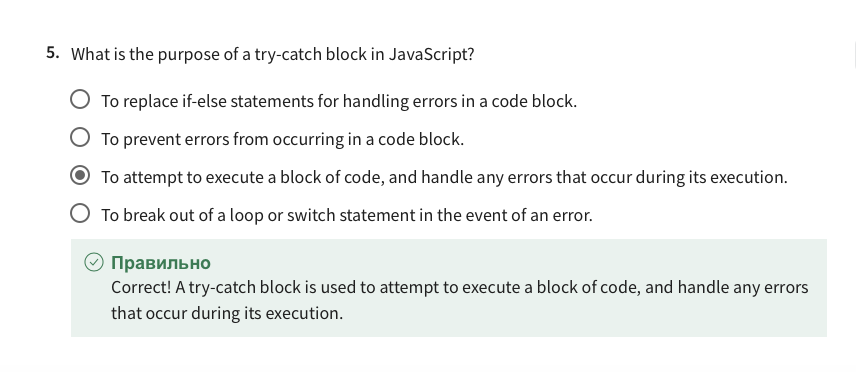 5. What is the purpose of a try-catch block in JavaScript?
To replace if-else statements for handling errors in a code block.
To prevent errors from occurring in a code block.
To attempt to execute a block of code, and handle any errors that occur during its execution.
To break out of a loop or switch statement in the event of an error.
Правильно
Correct! A try-catch block is used to attempt to execute a block of code, and handle any errors
that occur during its execution.